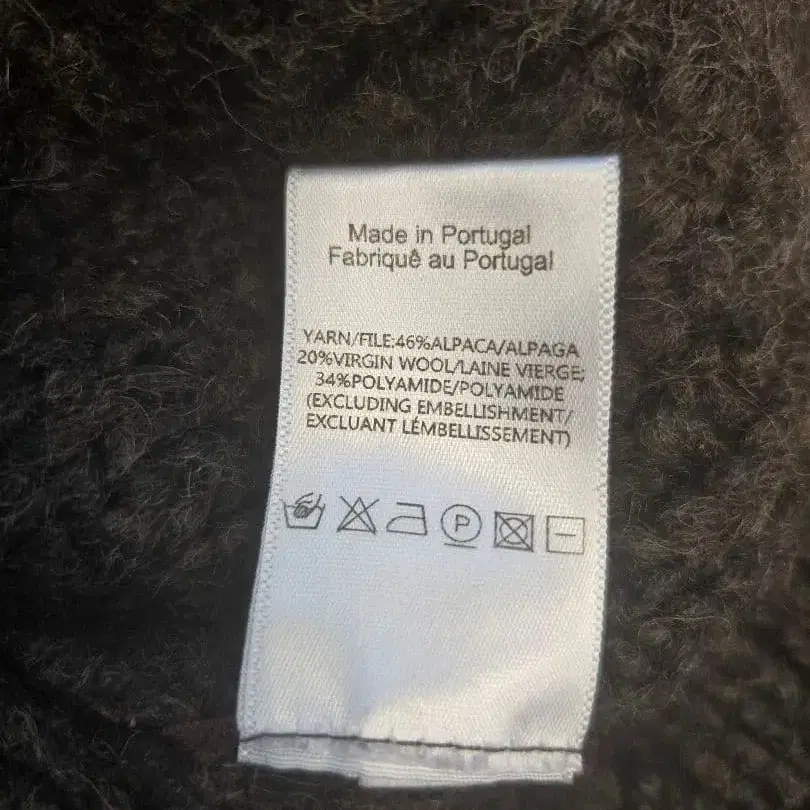 Made in Portugal
Fabriquê au Portugal
YARN/FILE:46%ALPACA/ALPAGA
20%VIRGIN WOOL/LAINE VIERGE;
34%POLYAMIDE/POLYAMIDE
(EXCLUDING EMBELLISHMENT/
EXCLUANT LÉMBELLISSEMENT)
P